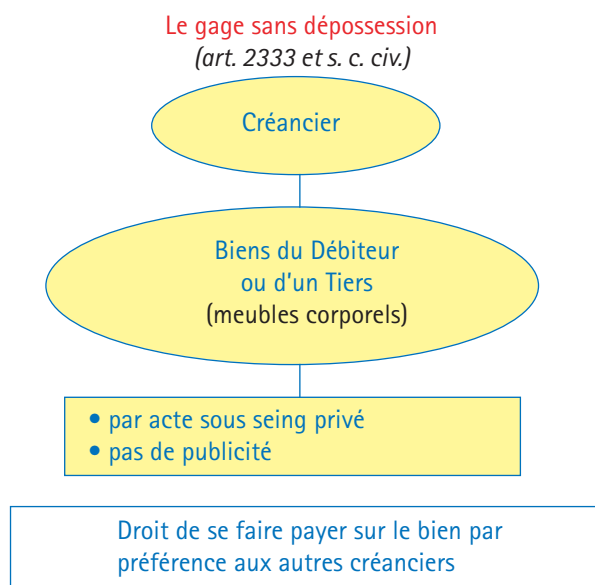 Le gage sans dépossession
(art. 2333 et s. c. civ.)
Créancier
Biens du Débiteur
ou d'un Tiers
(meubles corporels)
• par acte sous seing privé
• pas de publicité
Droit de se faire payer sur le bien par
préférence aux autres créanciers